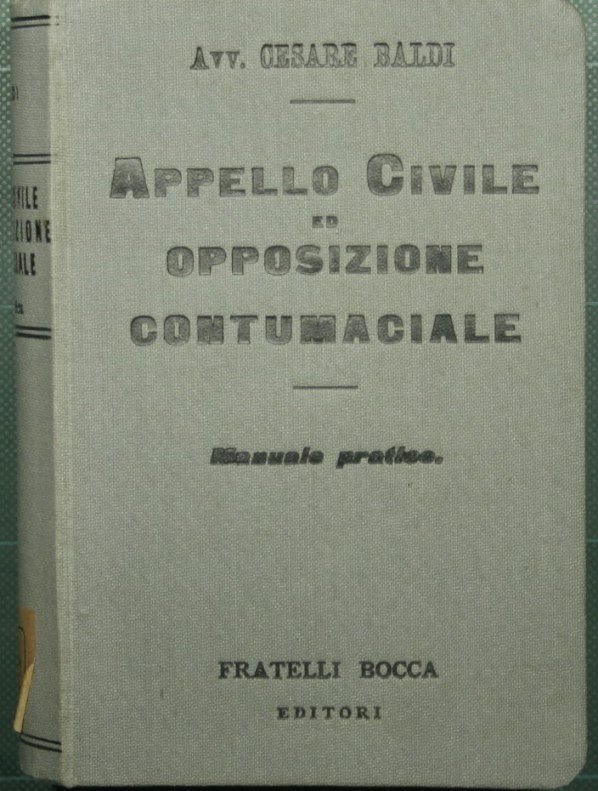 Avv. CESARE BALDI
APPELLO CIVILE
ED
OPPOSIZIONE
CONTUMACIALE
Manuale pratico.
FRATELLI BOCCA
EDITORI